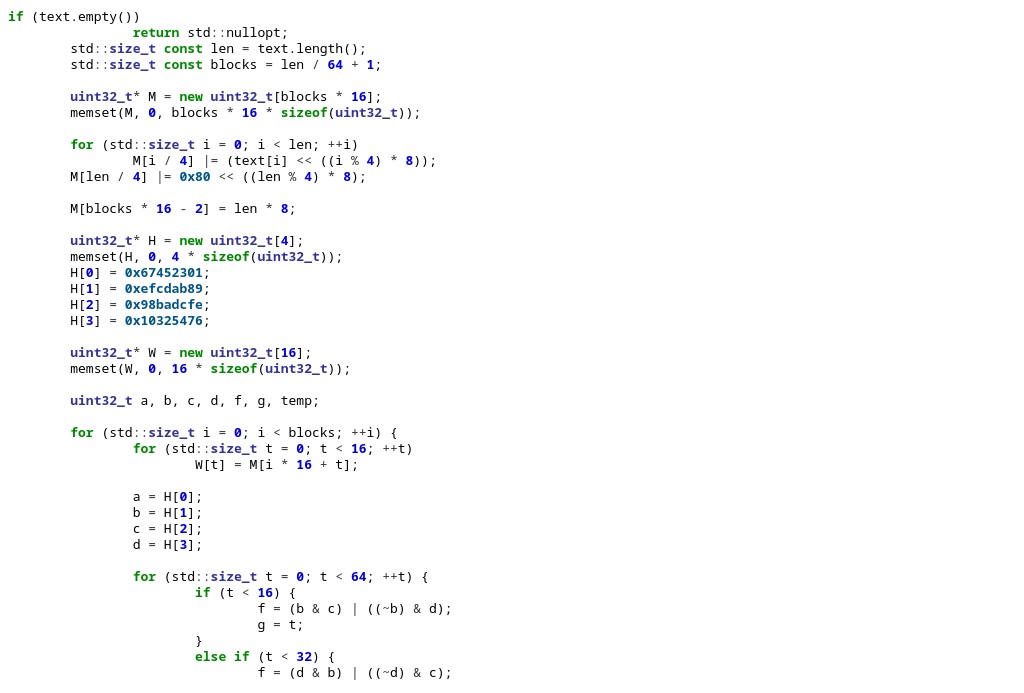 if (text.empty())
                return std::nullopt;
        std::size_t const len = text.length();
        std::size_t const blocks = len / 64 + 1;

        uint32_t* M = new uint32_t[blocks * 16];
        memset(M, 0, blocks * 16 * sizeof(uint32_t));

        for (std::size_t i = 0; i < len; ++i)
                M[i / 4] |= (text[i] << ((i % 4) * 8));
        M[len / 4] |= 0x80 << ((len % 4) * 8);

        M[blocks * 16 - 2] = len * 8;

        uint32_t* H = new uint32_t[4];
        memset(H, 0, 4 * sizeof(uint32_t));
        H[0] = 0x67452301;
        H[1] = 0xefcdab89;
        H[2] = 0x98badcfe;
        H[3] = 0x10325476;

        uint32_t* W = new uint32_t[16];
        memset(W, 0, 16 * sizeof(uint32_t));

        uint32_t a, b, c, d, f, g, temp;

        for (std::size_t i = 0; i < blocks; ++i) {
                for (std::size_t t = 0; t < 16; ++t)
                        W[t] = M[i * 16 + t];

                a = H[0];
                b = H[1];
                c = H[2];
                d = H[3];

                for (std::size_t t = 0; t < 64; ++t) {
                        if (t < 16) {
                                f = (b & c) | ((~b) & d);
                                g = t;
                        }
                        else if (t < 32) {
                                f = (d & b) | ((~d) & c);